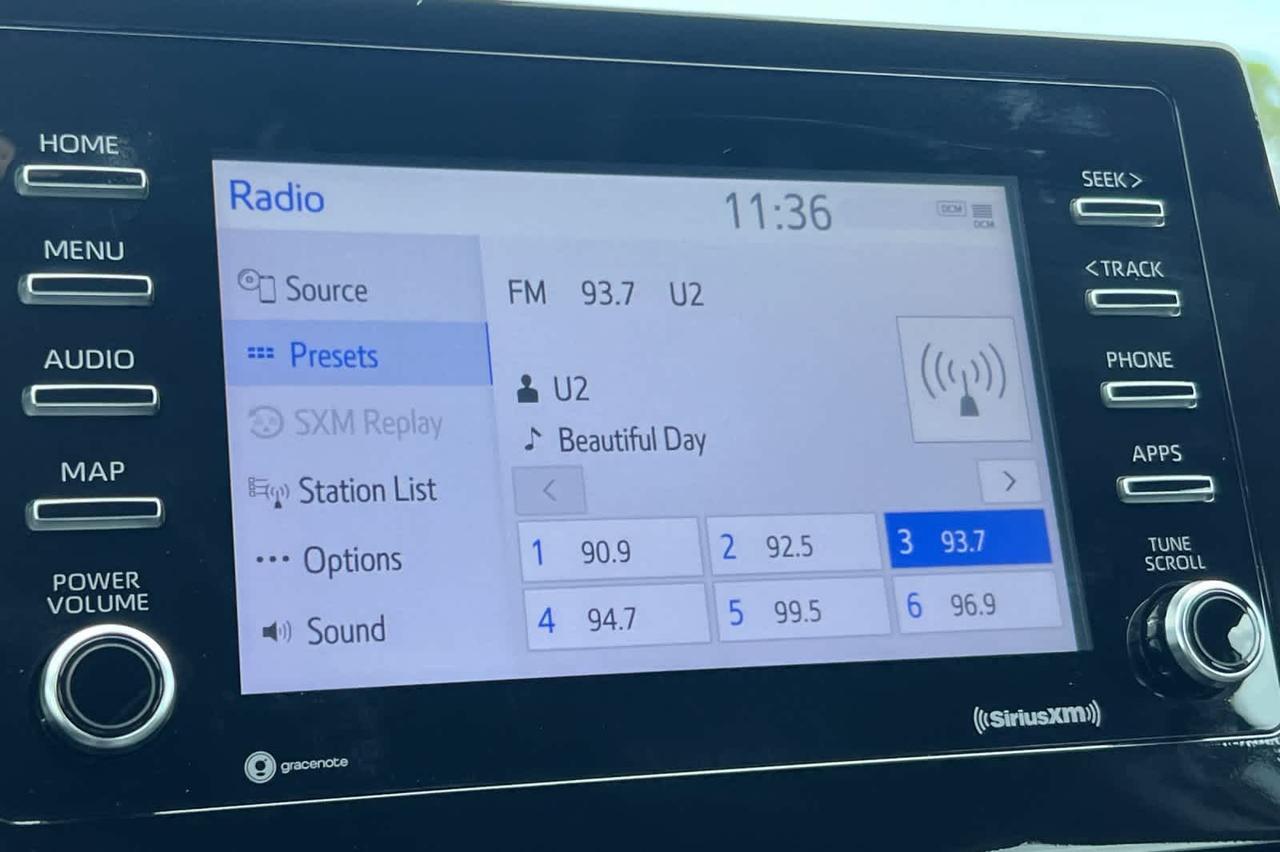 HOME
MENU
AUDIO
MAP
POWER
VOLUME
Radio
11:36
DCM
DCM
Source
Presets
SXM Replay
Station List
Options
Sound
FM 93.7 U2
U2
Beautiful Day
<
>
1 90.9
2 92.5
3 93.7
4 94.7
5 99.5
6 96.9
SEEK >
< TRACK
PHONE
APPS
TUNE
SCROLL
gracenote
((SiriusXM))